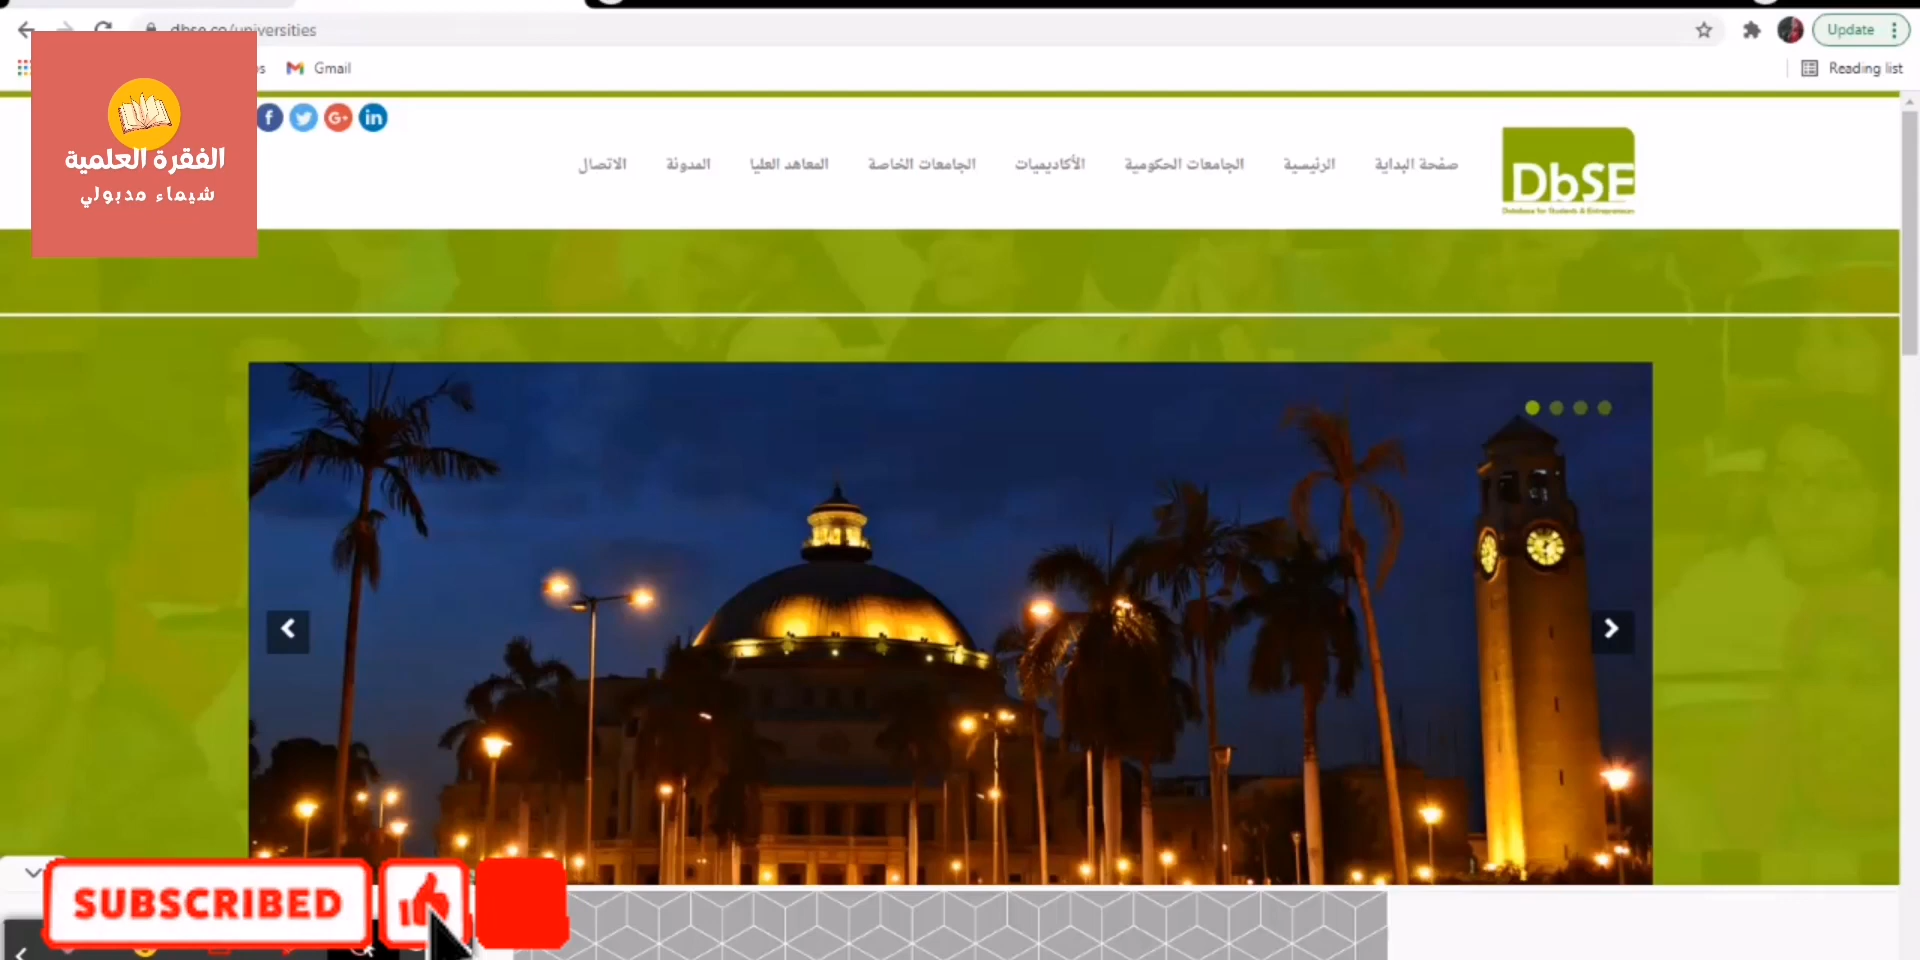 dbse.co/universities
Update
Gmail
Reading list
الفقرة العلمية
شيماء مدبولي
صفحة البداية
الرئيسية
الجامعات الحكومية
الأكاديميات
الجامعات الخاصة
المعاهد العليا
المدونة
الاتصال
DbSE
Database for Students & Entrepreneurs
SUBSCRIBED